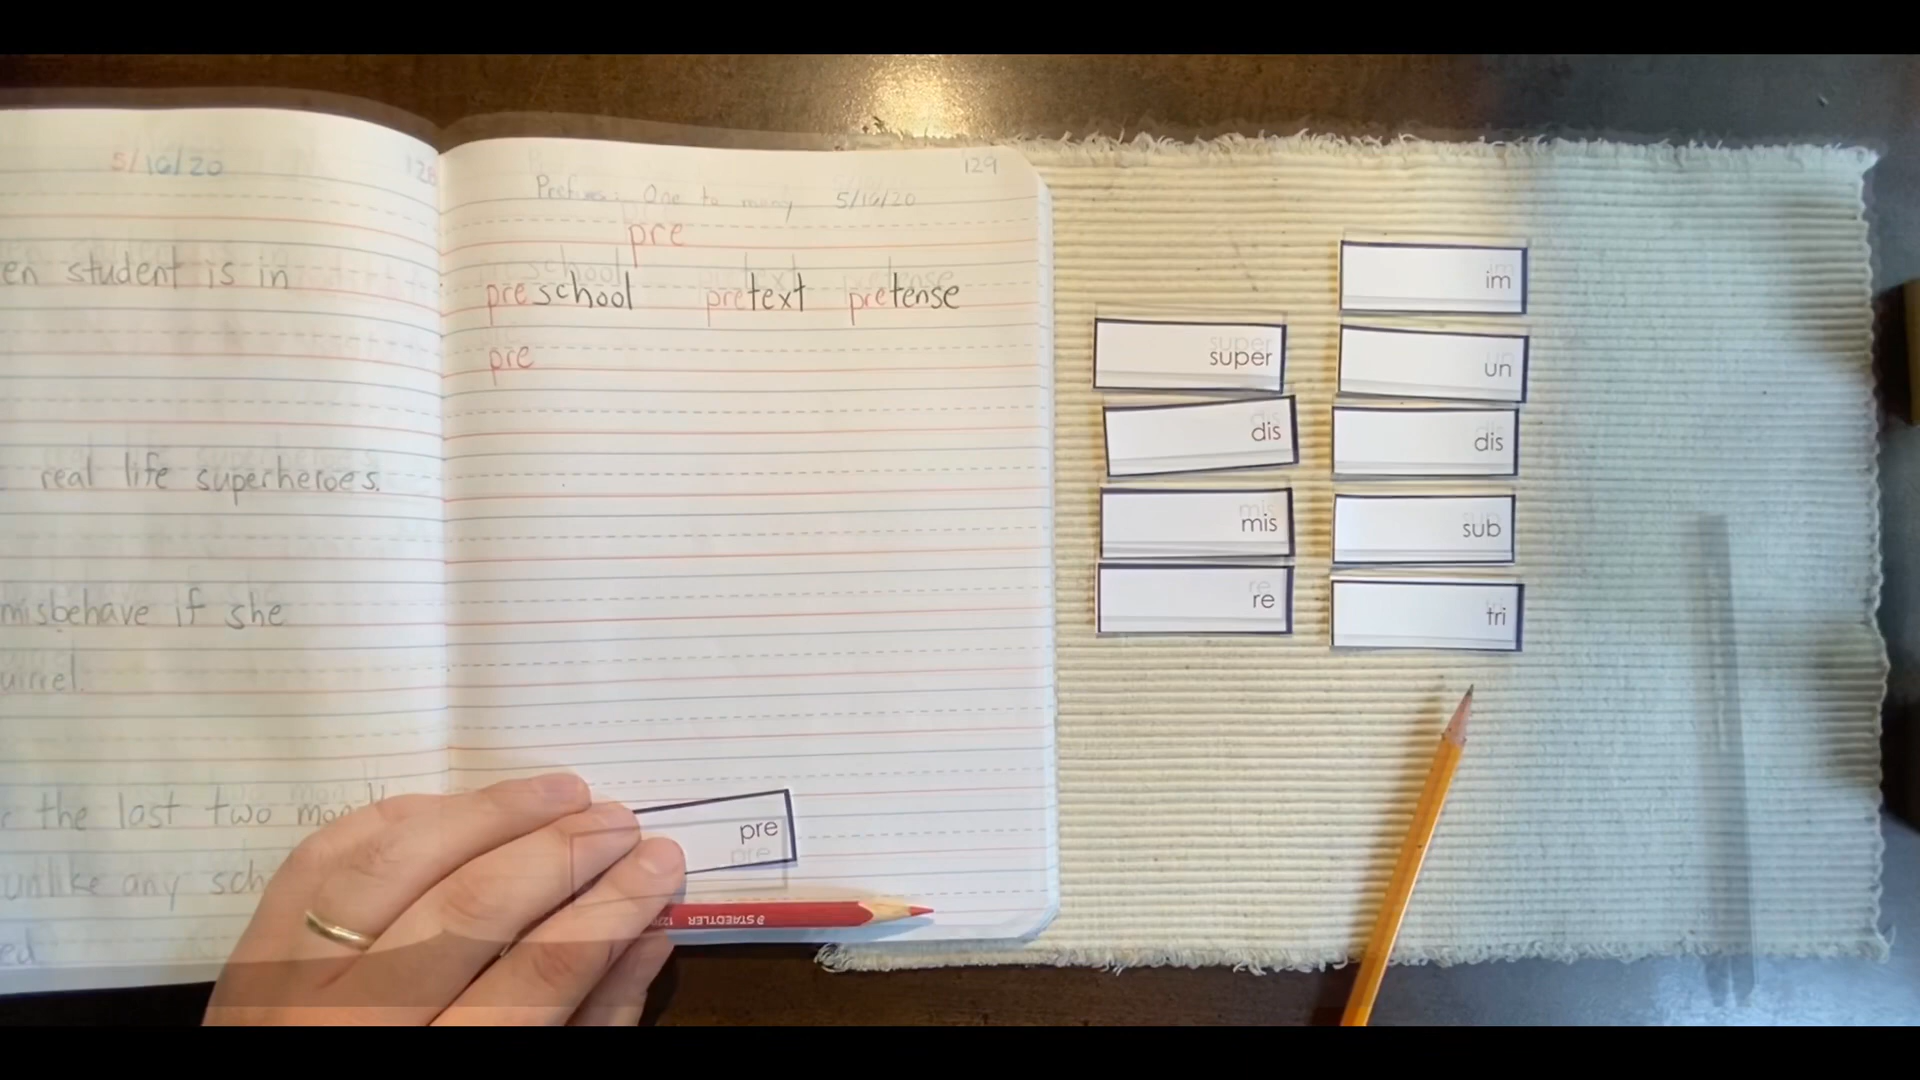 5/16/20 128
en student is in
real life superheroes.
misbehave if she
uirrel.
the last two mon
unlike any sch
ed
129
Prefixes: One to many 5/16/20
pre
preschool pretext pretense
pre
pre
STAEDTLER
super
dis
mis
re
im
un
dis
sub
tri